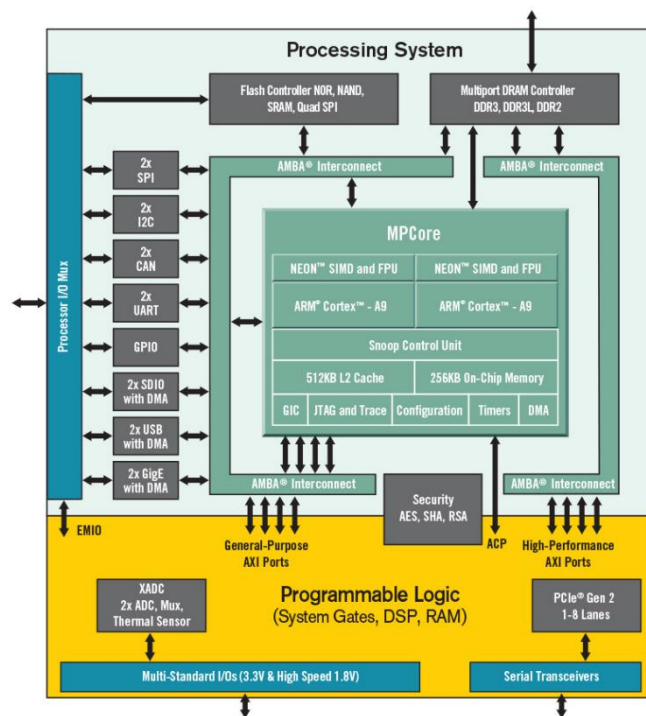 Processing System
Flash Controller NOR, NAND,
SRAM, Quad SPI
Multiport DRAM Controller
DDR3, DDR3L, DDR2
Processor I/O Mux
2x
SPI
2x
I2C
2x
CAN
2x
UART
GPIO
2x SDIO
with DMA
2x USB
with DMA
2x GigE
with DMA
AMBA® Interconnect
AMBA® Interconnect
MPCore
NEON™ SIMD and FPU
NEON™ SIMD and FPU
ARM® Cortex™ - A9
ARM® Cortex™ - A9
Snoop Control Unit
512KB L2 Cache
256KB On-Chip Memory
GIC
JTAG and Trace
Configuration
Timers
DMA
AMBA® Interconnect
AMBA® Interconnect
Security
AES, SHA, RSA
EMIO
General-Purpose
AXI Ports
ACP
High-Performance
AXI Ports
XADC
2x ADC, Mux,
Thermal Sensor
Programmable Logic
(System Gates, DSP, RAM)
PCIe® Gen 2
1-8 Lanes
Multi-Standard I/Os (3.3V & High Speed 1.8V)
Serial Transceivers